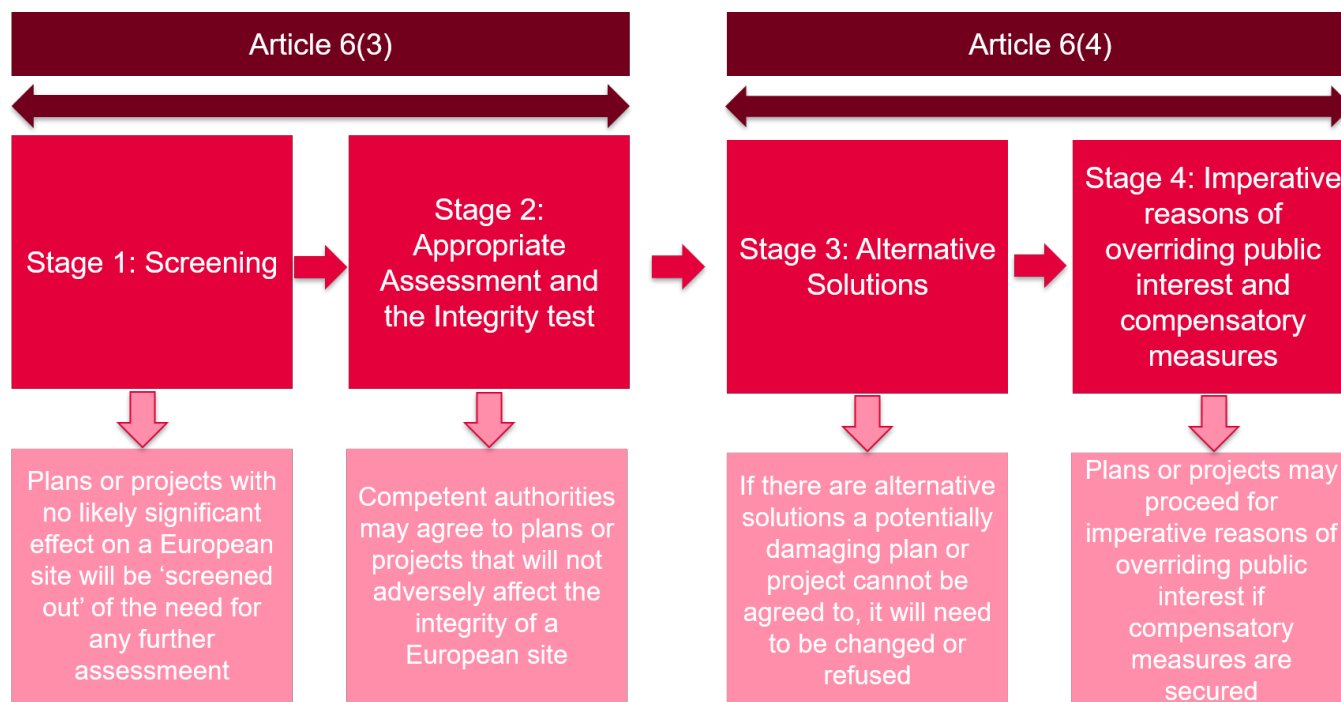 Article 6(3)
Article 6(4)
Stage 1: Screening
Stage 2:
Appropriate
Assessment and
the Integrity test
Stage 3: Alternative
Solutions
Stage 4: Imperative
reasons of
overriding public
interest and
compensatory
measures
Plans or projects with
no likely significant
effect on a European
site will be ‘screened
out’ of the need for
any further
assessmeent
Competent authorities
may agree to plans or
projects that will not
adversely affect the
integrity of a
European site
If there are alternative
solutions a potentially
damaging plan or
project cannot be
agreed to, it will need
to be changed or
refused
Plans or projects may
proceed for
imperative reasons of
overriding public
interest if
compensatory
measures are
secured